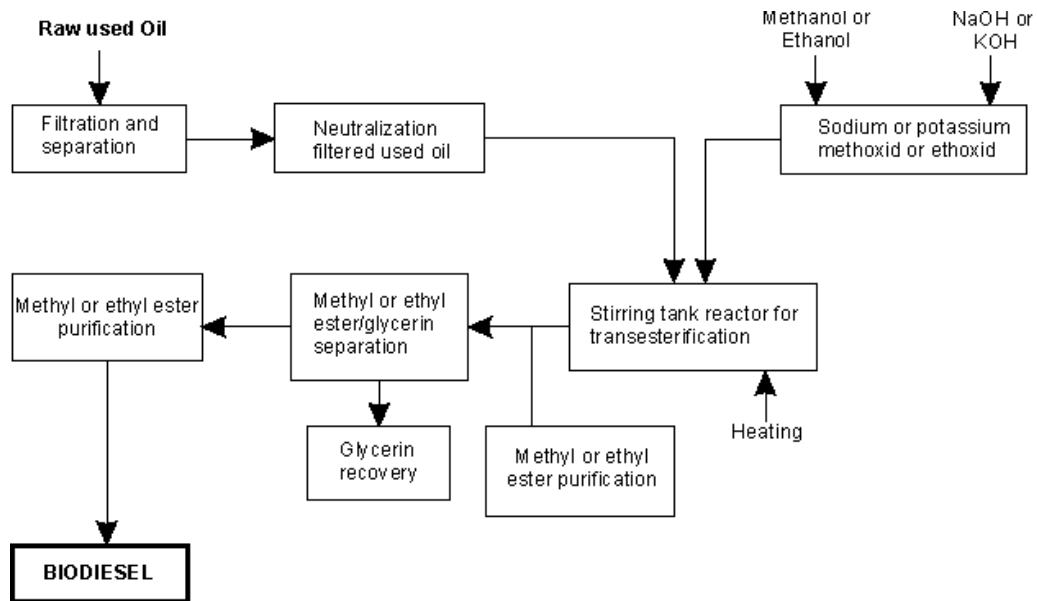 Raw used Oil
Methanol or
Ethanol
NaOH or
KOH
Filtration and
separation
Neutralization
filtered used oil
Sodium or potassium
methoxid or ethoxid
Methyl or ethyl ester
purification
Methyl or ethyl
ester/glycerin
separation
Stirring tank reactor for
transesterification
Heating
Glycerin
recovery
Methyl or ethyl
ester purification
BIODIESEL